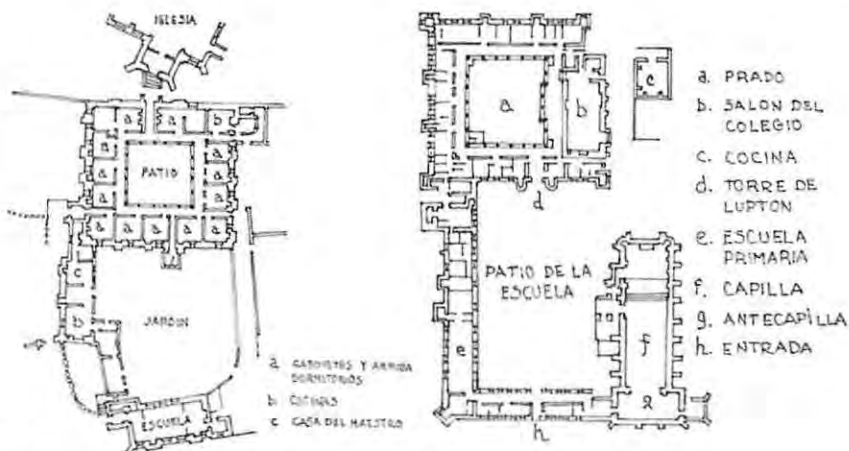 IGLESIA
a
a
b
a
a
a
PATIO
a
a
a
a
a
a
a
a
a
c
b
JARDIN
ESCUELA
a GABINETES Y ARRIBA
DORMITORIOS
b COCINAS
c CASA DEL MAESTRO
a
b
c
d
PATIO DE LA
ESCUELA
e
f
g
h
a. PRADO
b. SALON DEL
COLEGIO
c. COCINA
d. TORRE DE
LUPTON
e. ESCUELA
PRIMARIA
f. CAPILLA
g. ANTECAPILLA
h. ENTRADA